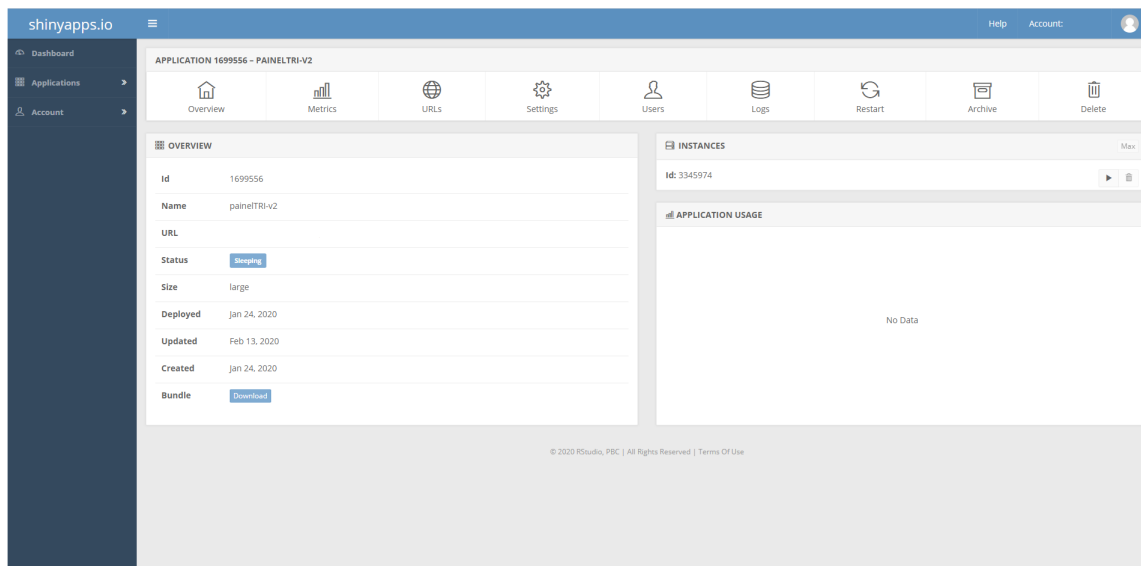 shinyapps.io
Help Account:
Dashboard
Applications
Account
APPLICATION 1699556 – PAINELTRI-V2
Overview Metrics URLs Settings Users Logs Restart Archive Delete
OVERVIEW
Id 1699556
Name painelTRI-v2
URL
Status Sleeping
Size large
Deployed Jan 24, 2020
Updated Feb 13, 2020
Created Jan 24, 2020
Bundle Download
INSTANCES Max
Id: 3345974
APPLICATION USAGE
No Data
© 2020 RStudio, PBC | All Rights Reserved | Terms Of Use